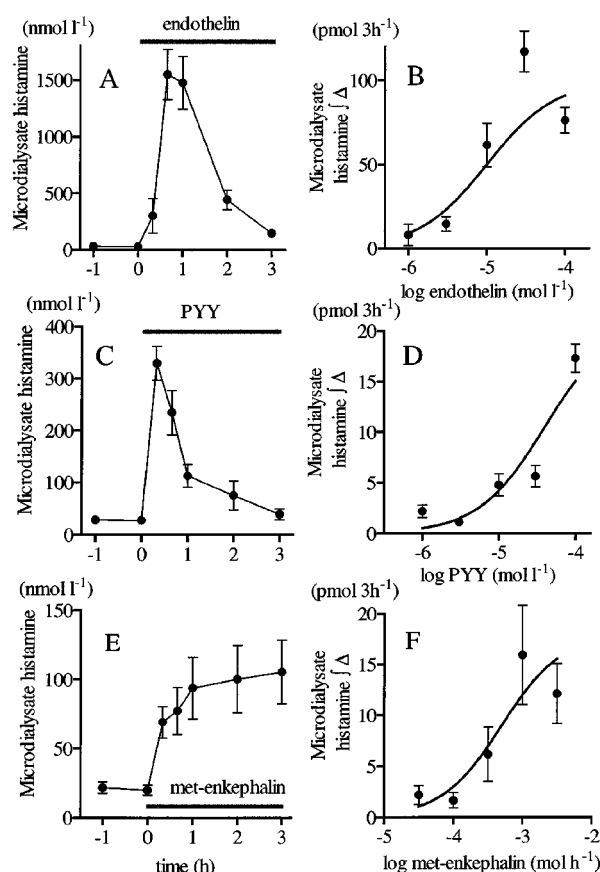 (nmol l-1)
endothelin
A
Microdialysate histamine
1500
1000
500
0
-1 0 1 2 3
(pmol 3h-1)
B
Microdialysate
histamine ∫ Δ
100
50
0
-6 -5 -4
log endothelin (mol l-1)
(nmol l-1)
PYY
C
Microdialysate histamine
400
300
200
100
0
-1 0 1 2 3
(pmol 3h-1)
D
Microdialysate
histamine ∫ Δ
20
15
10
5
0
-6 -5 -4
log PYY (mol l-1)
(nmol l-1)
E
Microdialysate histamine
150
100
50
0
met-enkephalin
-1 0 1 2 3
time (h)
(pmol 3h-1)
F
Microdialysate
histamine ∫ Δ
20
15
10
5
0
-5 -4 -3 -2
log met-enkephalin (mol h-1)